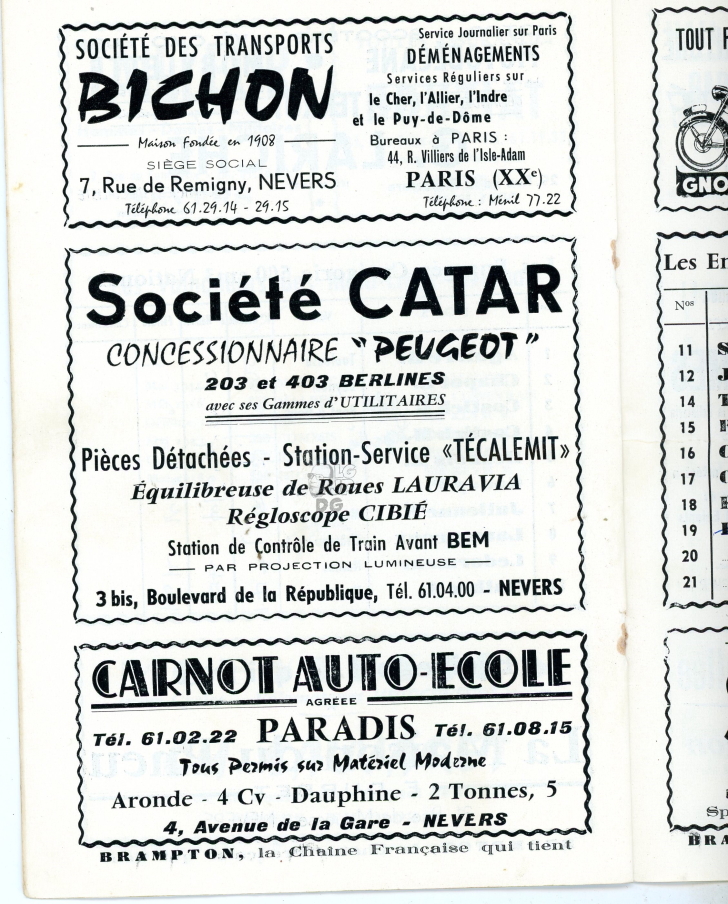 SOCIÉTÉ DES TRANSPORTS
BICHON
Maison fondée en 1908
SIÈGE SOCIAL
7, Rue de Remigny, NEVERS
Téléphone 61.29.14 - 29.15
Service Journalier sur Paris
DÉMÉNAGEMENTS
Services Réguliers sur
le Cher, l'Allier, l'Indre
et le Puy-de-Dôme
Bureaux à PARIS :
44, R. Villiers de l'Isle-Adam
PARIS (XXe)
Téléphone : Ménil 77.22
Société CATAR
CONCESSIONNAIRE "PEUGEOT"
203 et 403 BERLINES
avec ses Gammes d'UTILITAIRES
Pièces Détachées - Station-Service «TÉCALEMIT»
Équilibreuse de Roues LAURAVIA
Régloscope CIBIÉ
Station de Contrôle de Train Avant BEM
PAR PROJECTION LUMINEUSE
3 bis, Boulevard de la République, Tél. 61.04.00 - NEVERS
CARNOT AUTO-ECOLE
AGRÉÉE
Tél. 61.02.22 PARADIS Tél. 61.08.15
Tous Permis sur Matériel Moderne
Aronde - 4 Cv - Dauphine - 2 Tonnes, 5
4, Avenue de la Gare - NEVERS
BRAMPTON, la Chaîne Française qui tient
TOUT
GNO
Les En
Nos
11
12
14
15
16
17
18
19
20
21
Sp
BRA